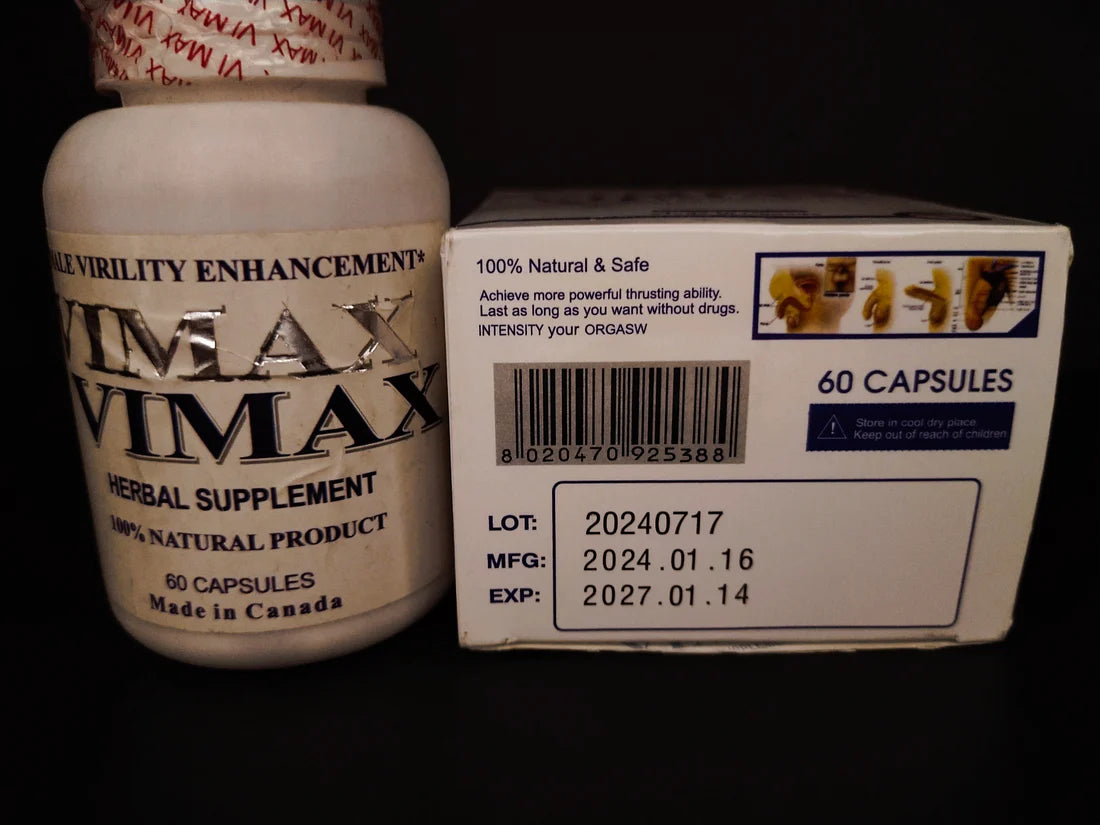 VIMAX VIMAX VIMAX
ALE VIRILITY ENHANCEMENT*
VIMAX
VIMAX
HERBAL SUPPLEMENT
100% NATURAL PRODUCT
60 CAPSULES
Made in Canada
100% Natural & Safe
Achieve more powerful thrusting ability.
Last as long as you want without drugs.
INTENSITY your ORGASW
60 CAPSULES
Store in cool dry place.
Keep out of reach of children
8 020470 925388
LOT: 20240717
MFG: 2024.01.16
EXP: 2027.01.14